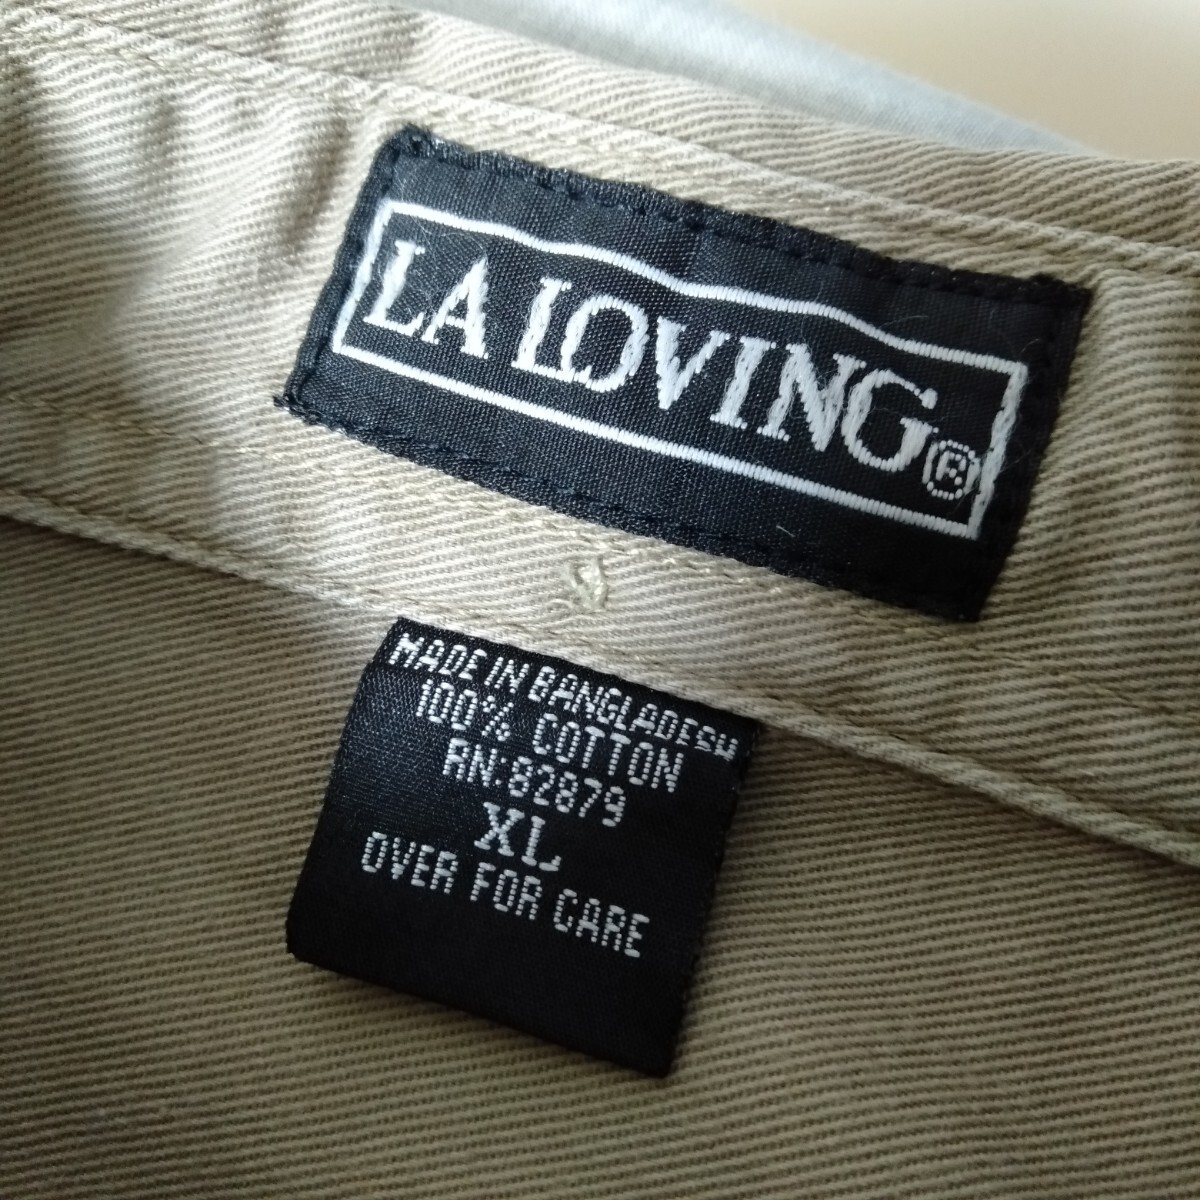 LA LOVING®
MADE IN BANGLADESH
100% COTTON
RN:82879
XL
OVER FOR CARE